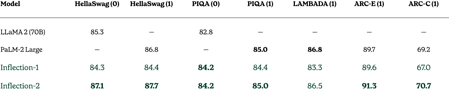 Model HellaSwag (0) HellaSwag (1) PIQA (0) PIQA (1) LAMBADA (1) ARC-E (1) ARC-C (1)
LLaMA 2 (70B) 85.3 — 82.8 — — — —
PaLM-2 Large — 86.8 — 85.0 86.8 89.7 69.2
Inflection-1 84.3 84.4 84.2 84.4 83.3 89.6 67.0
Inflection-2 87.1 87.7 84.2 85.0 86.5 91.3 70.7